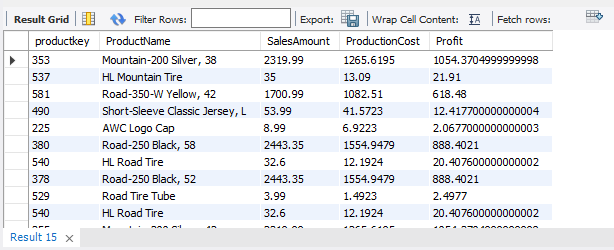 Result Grid Filter Rows: Export: Wrap Cell Content: Fetch rows:
productkey ProductName SalesAmount ProductionCost Profit
353 Mountain-200 Silver, 38 2319.99 1265.6195 1054.3704999999998
537 HL Mountain Tire 35 13.09 21.91
581 Road-350-W Yellow, 42 1700.99 1082.51 618.48
490 Short-Sleeve Classic Jersey, L 53.99 41.5723 12.417700000000004
225 AWC Logo Cap 8.99 6.9223 2.0677000000000003
380 Road-250 Black, 58 2443.35 1554.9479 888.4021
540 HL Road Tire 32.6 12.1924 20.407600000000002
378 Road-250 Black, 52 2443.35 1554.9479 888.4021
529 Road Tire Tube 3.99 1.4923 2.4977
540 HL Road Tire 32.6 12.1924 20.407600000000002
Result 15